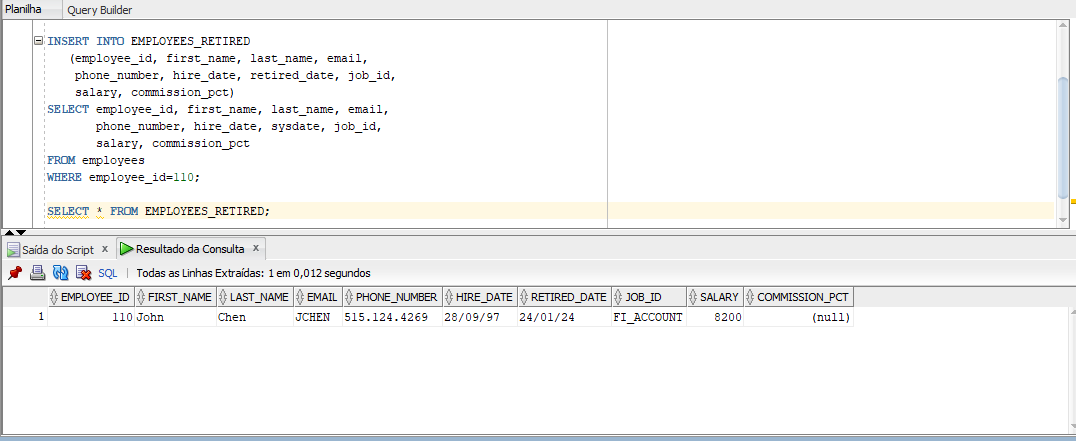 Planilha Query Builder
INSERT INTO EMPLOYEES_RETIRED
(employee_id, first_name, last_name, email,
phone_number, hire_date, retired_date, job_id,
salary, commission_pct)
SELECT employee_id, first_name, last_name, email,
phone_number, hire_date, sysdate, job_id,
salary, commission_pct
FROM employees
WHERE employee_id=110;
SELECT * FROM EMPLOYEES_RETIRED;
Saída do Script x Resultado da Consulta x
SQL | Todas as Linhas Extraídas: 1 em 0,012 segundos
EMPLOYEE_ID FIRST_NAME LAST_NAME EMAIL PHONE_NUMBER HIRE_DATE RETIRED_DATE JOB_ID SALARY COMMISSION_PCT
1 110 John Chen JCHEN 515.124.4269 28/09/97 24/01/24 FI_ACCOUNT 8200 (null)